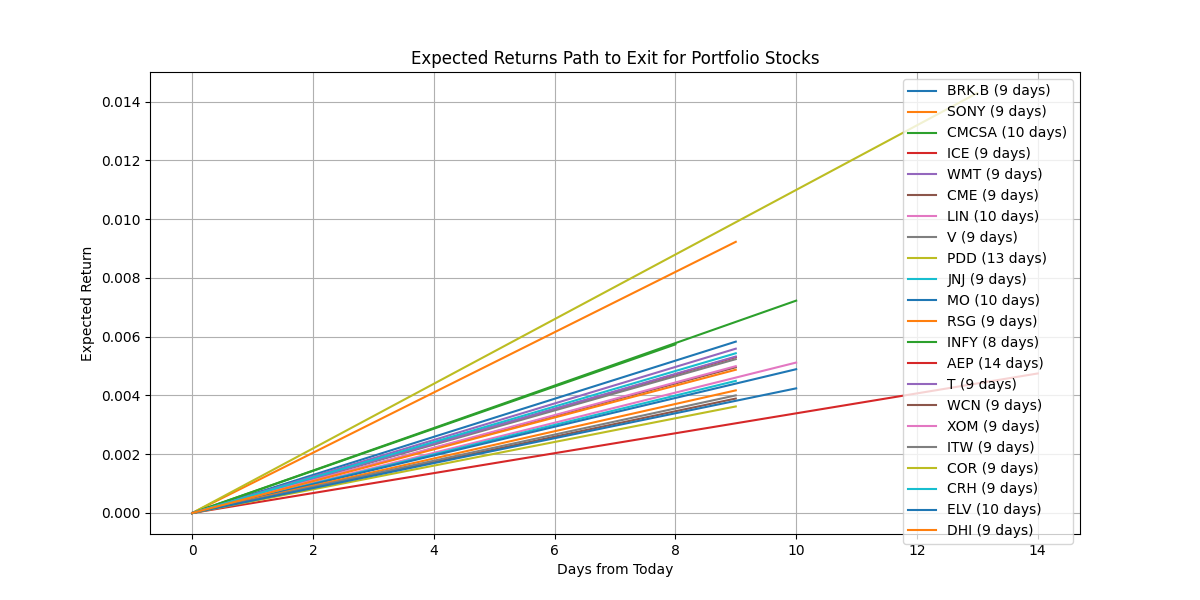 Expected Returns Path to Exit for Portfolio Stocks
Expected Return
0.014
0.012
0.010
0.008
0.006
0.004
0.002
0.000
BRK.B (9 days)
SONY (9 days)
CMCSA (10 days)
ICE (9 days)
WMT (9 days)
CME (9 days)
LIN (10 days)
V (9 days)
PDD (13 days)
JNJ (9 days)
MO (10 days)
RSG (9 days)
INFY (8 days)
AEP (14 days)
T (9 days)
WCN (9 days)
XOM (9 days)
ITW (9 days)
COR (9 days)
CRH (9 days)
ELV (10 days)
DHI (9 days)
0 2 4 6 8 10 12 14
Days from Today